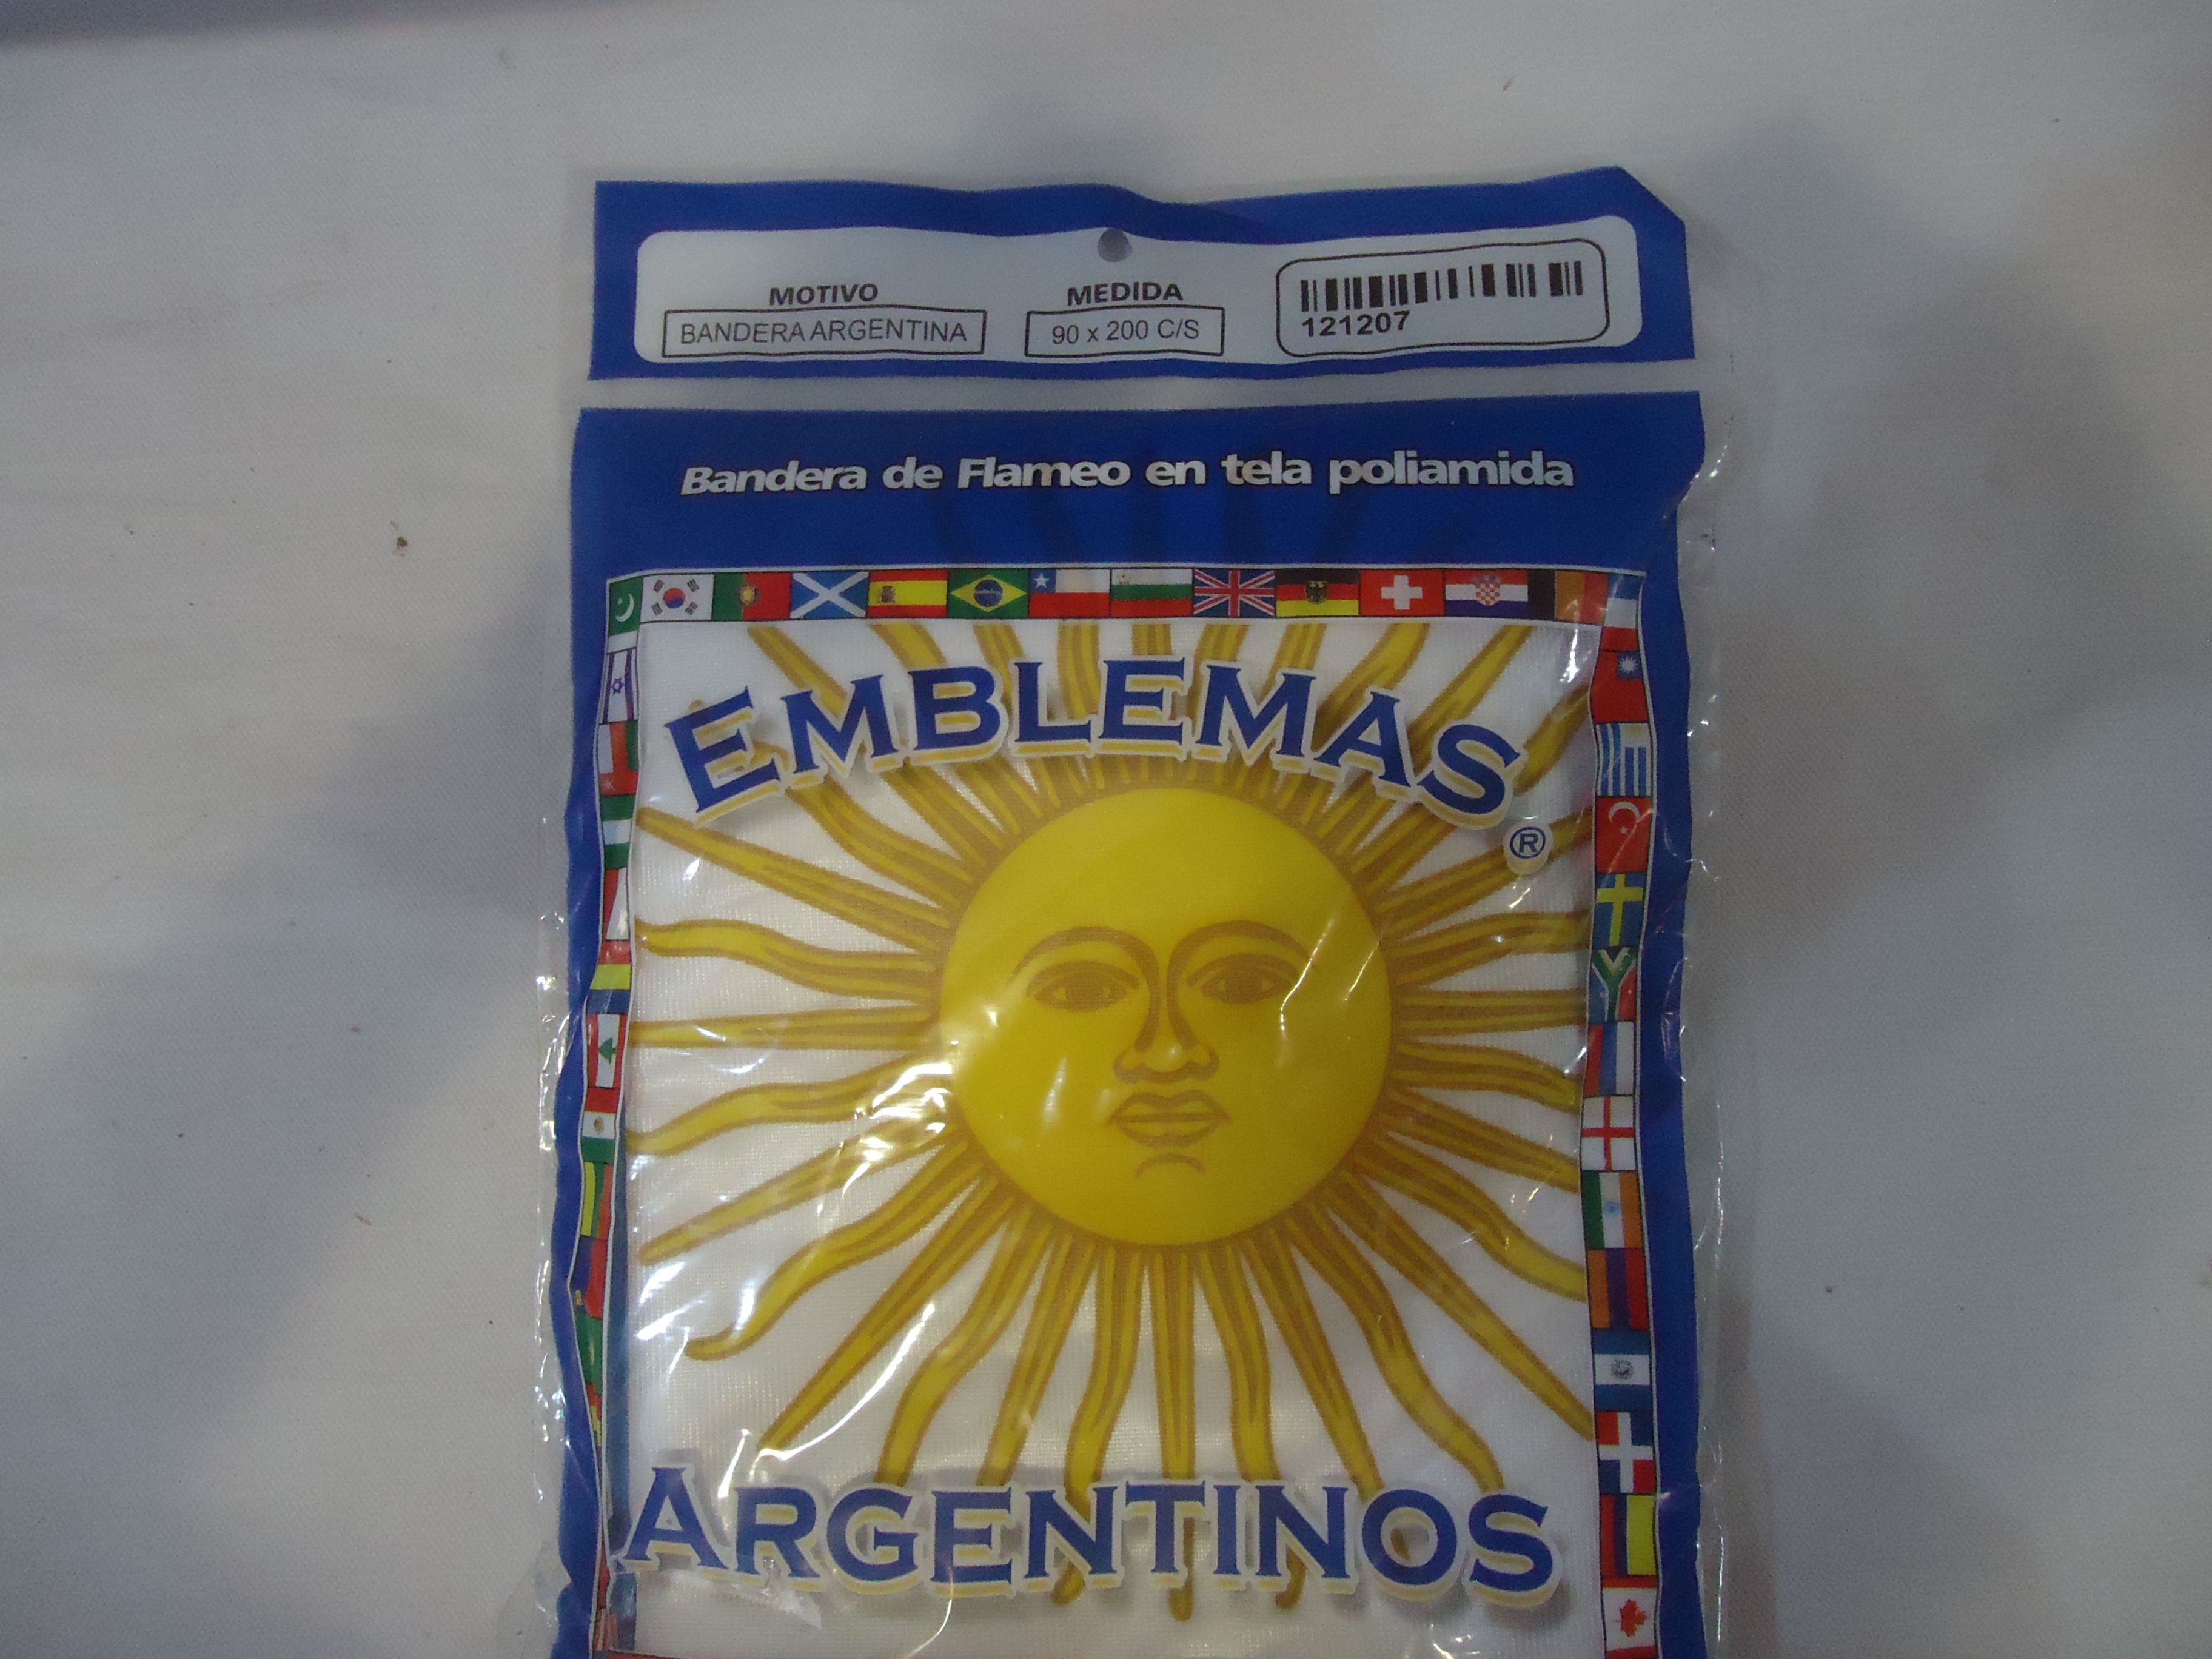 MOTIVO
BANDERA ARGENTINA
MEDIDA
90 x 200 C/S
121207
Bandera de Flameo en tela poliamida
EMBLEMAS
®
ARGENTINOS